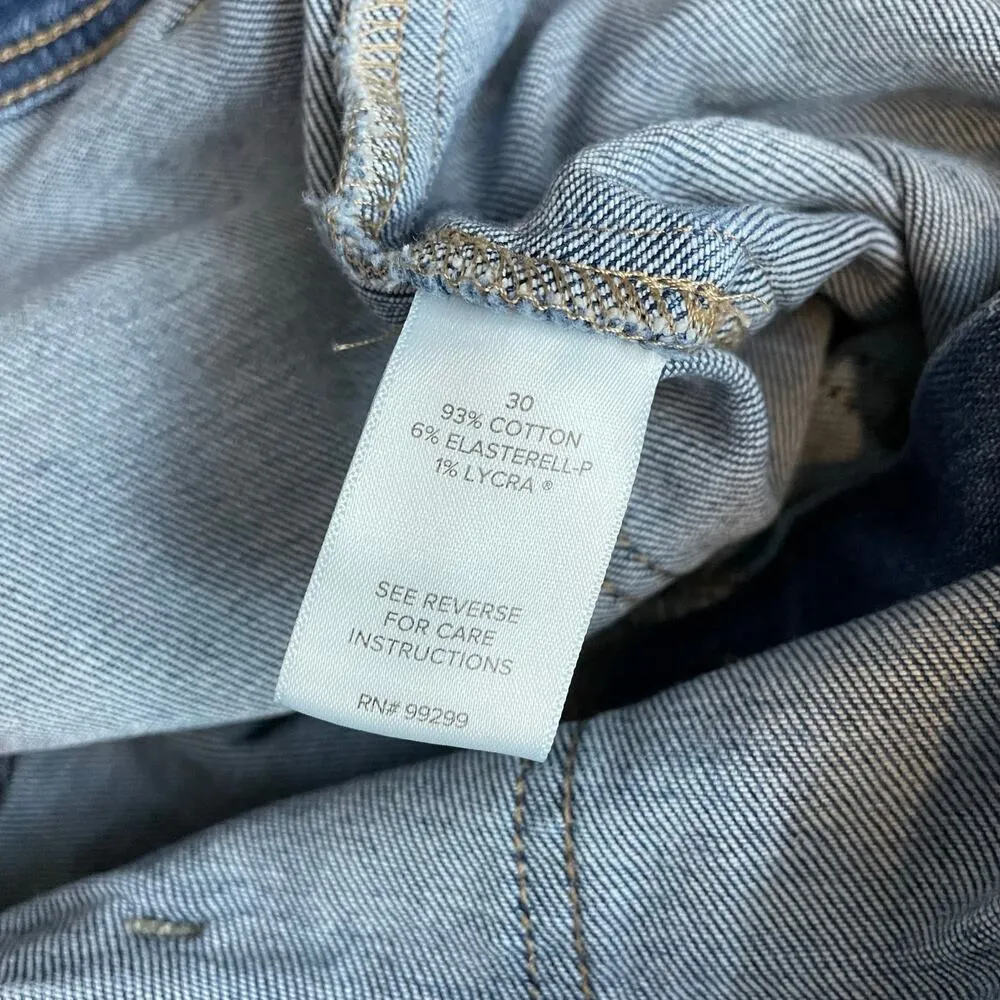 30
93% COTTON
6% ELASTERELL-P
1% LYCRA ®
SEE REVERSE
FOR CARE
INSTRUCTIONS
RN# 99299